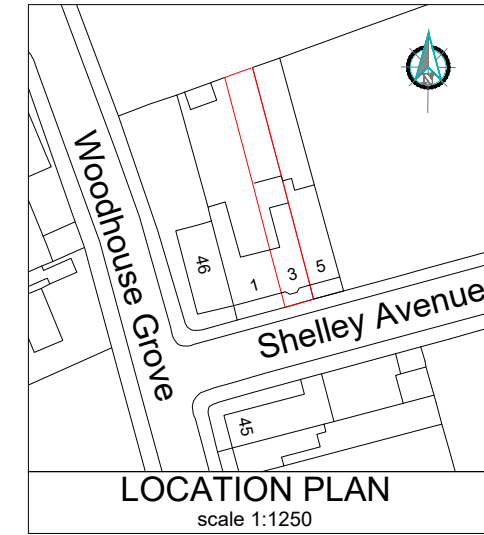 N
Woodhouse Grove
46
1
3
5
Shelley Avenue
45
LOCATION PLAN
scale 1:1250